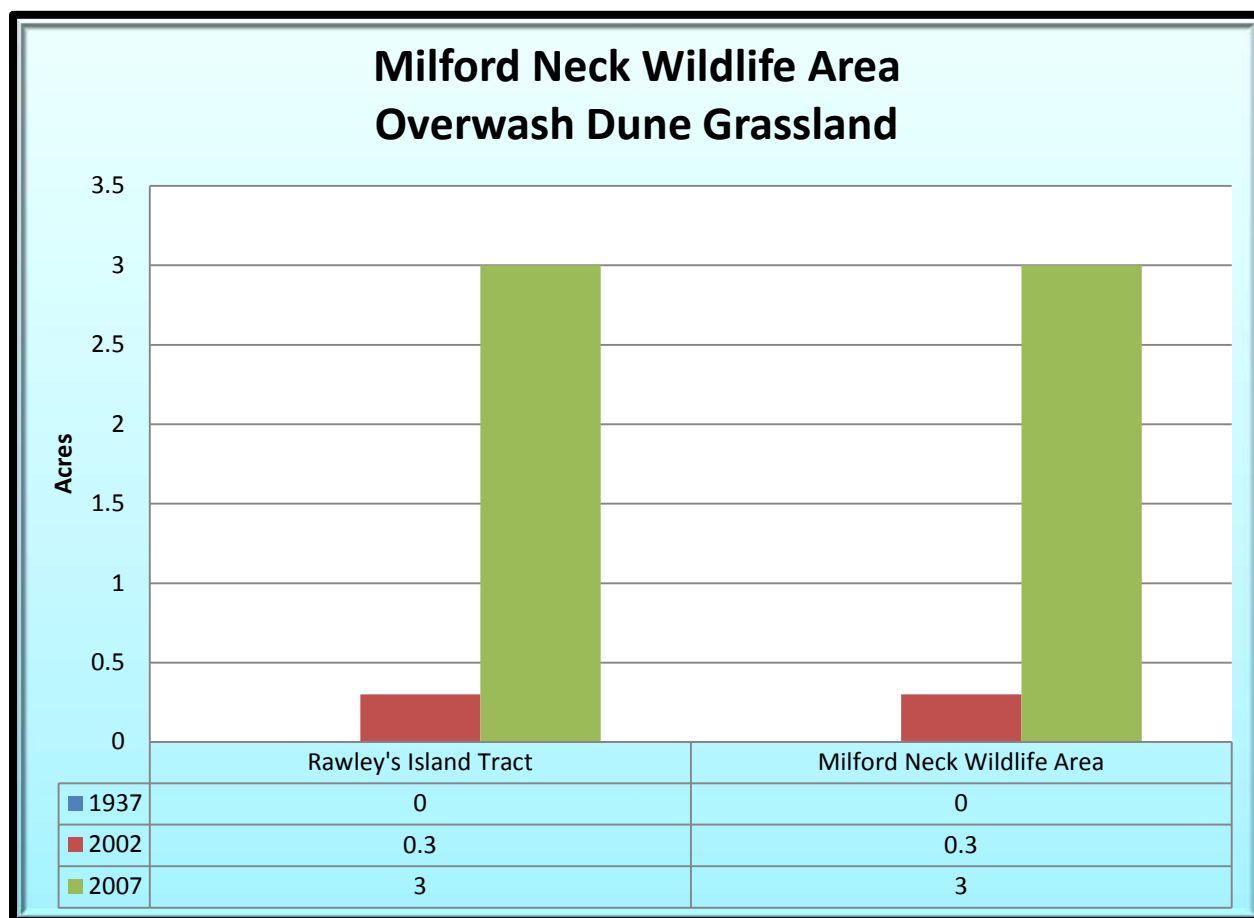 Milford Neck Wildlife Area
Overwash Dune Grassland
3.5
3
2.5
2
1.5
1
0.5
0
Acres
Rawley's Island Tract Milford Neck Wildlife Area
1937 0 0
2002 0.3 0.3
2007 3 3